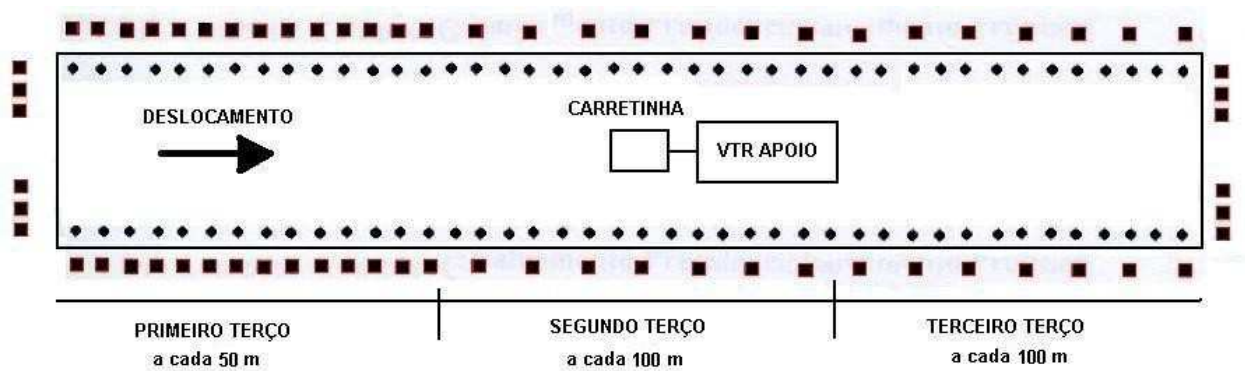 DESLOCAMENTO
CARRETINHA
VTR APOIO
PRIMEIRO TERÇO
a cada 50 m
SEGUNDO TERÇO
a cada 100 m
TERCEIRO TERÇO
a cada 100 m